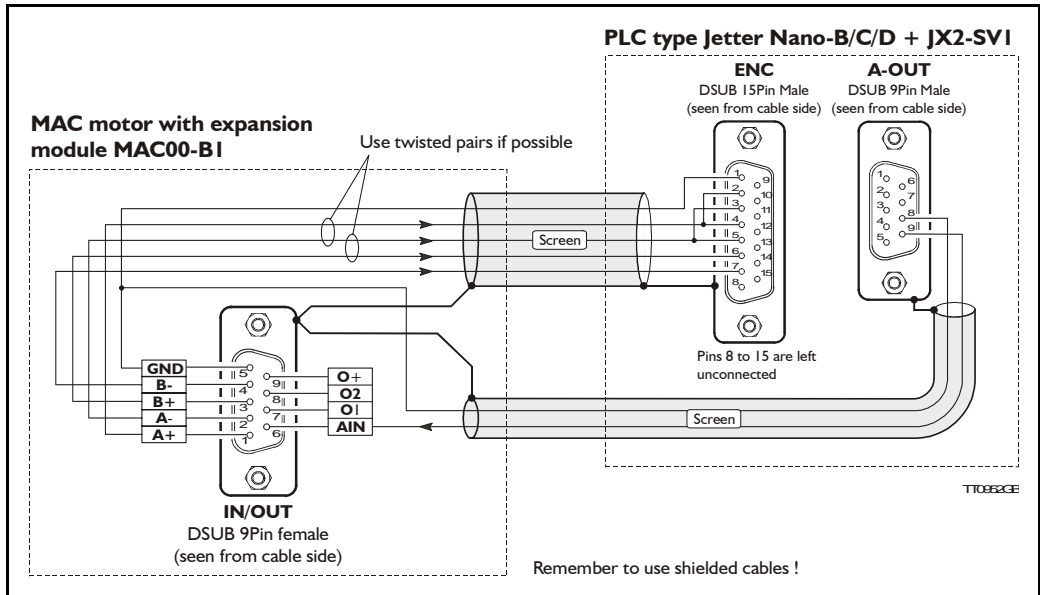 PLC type Jetter Nano-B/C/D + JX2-SV1
ENC
DSUB 15Pin Male
(seen from cable side)
A-OUT
DSUB 9Pin Male
(seen from cable side)
MAC motor with expansion
module MAC00-B1
Use twisted pairs if possible
Screen
1
2
3
4
5
6
7
8
9
10
11
12
13
14
15
1
2
3
4
5
6
7
8
9
Pins 8 to 15 are left
unconnected
GND
B-
B+
A-
A+
5
4
3
2
1
9
8
7
6
O+
O2
O1
AIN
Screen
TT0952GB
IN/OUT
DSUB 9Pin female
(seen from cable side)
Remember to use shielded cables !